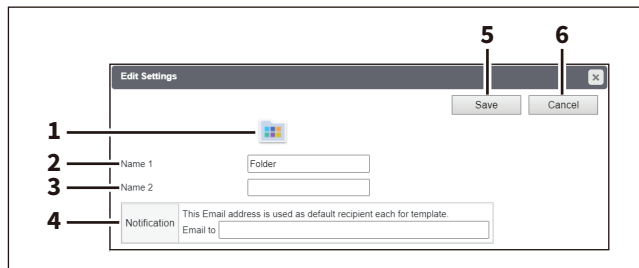 5 6
Edit Settings ×
Save Cancel
1
2 Name 1 Folder
3 Name 2
4 Notification This Email address is used as default recipient each for template.
Email to